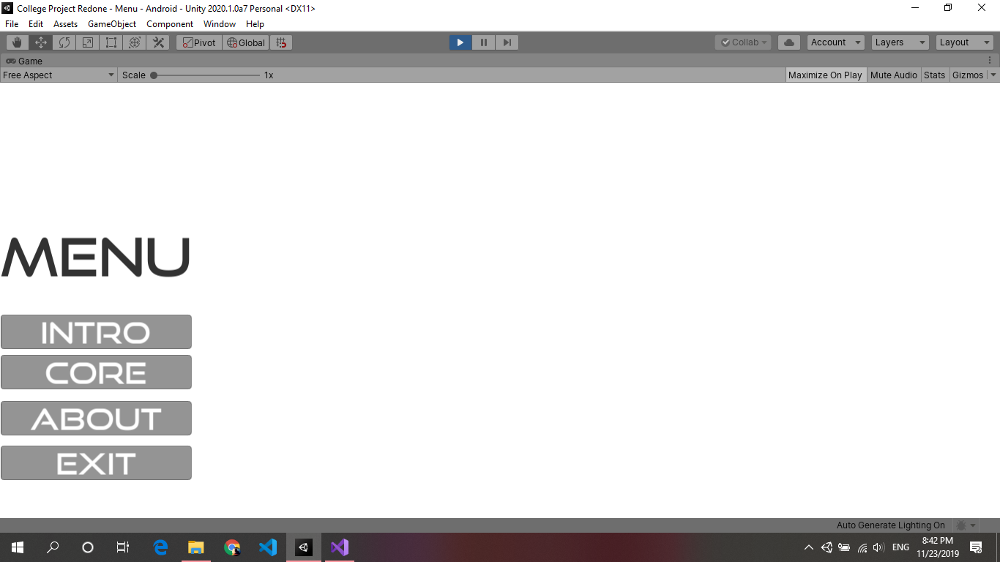 College Project Redone - Menu - Android - Unity 2020.1.0a7 Personal <DX11>
File Edit Assets GameObject Component Window Help
Pivot Global Collab Account Layers Layout
Game
Free Aspect Scale 1x Maximize On Play Mute Audio Stats Gizmos
MENU
INTRO
CORE
ABOUT
EXIT
Auto Generate Lighting On
ENG 8:42 PM
11/23/2019